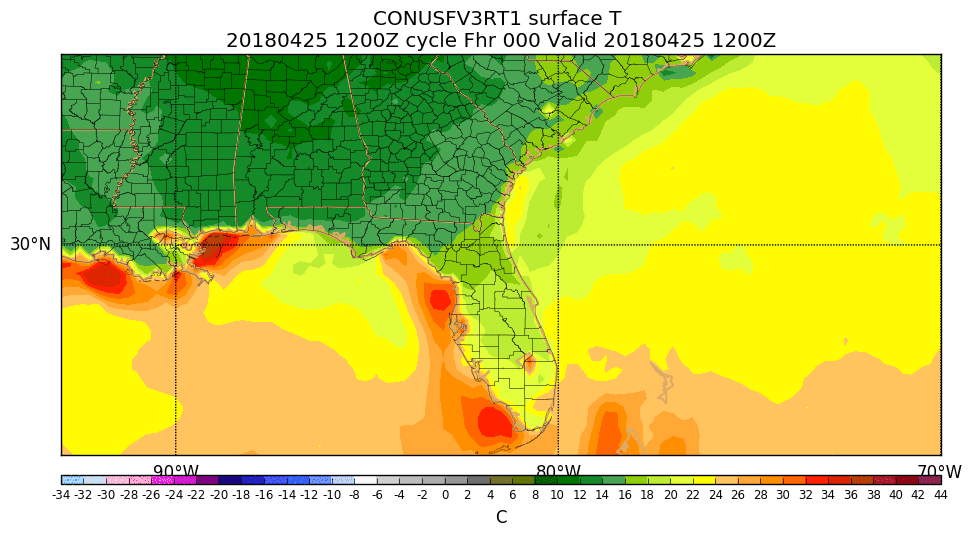 CONUSFV3RT1 surface T
20180425 1200Z cycle Fhr 000 Valid 20180425 1200Z
30°N
90°W 80°W 70°W
-34 -32 -30 -28 -26 -24 -22 -20 -18 -16 -14 -12 -10 -8 -6 -4 -2 0 2 4 6 8 10 12 14 16 18 20 22 24 26 28 30 32 34 36 38 40 42 44
C